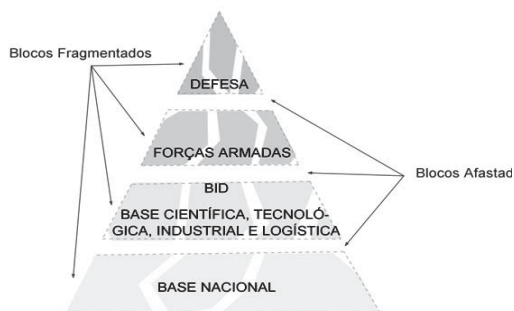 Blocos Fragmentados
DEFESA
FORÇAS ARMADAS
Blocos Afastad
BID
BASE CIENTÍFICA, TECNOLÓ-
GICA, INDUSTRIAL E LOGÍSTICA
BASE NACIONAL